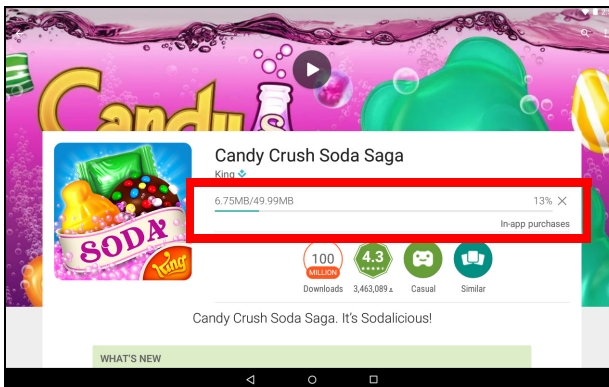 Candy
S
Candy Crush Soda Saga
King
6.75MB/49.99MB 13%
In-app purchases
SODA
King
100
MILLION
4.3
Downloads 3,463,089 Casual Similar
Candy Crush Soda Saga. It's Sodalicious!
WHAT'S NEW